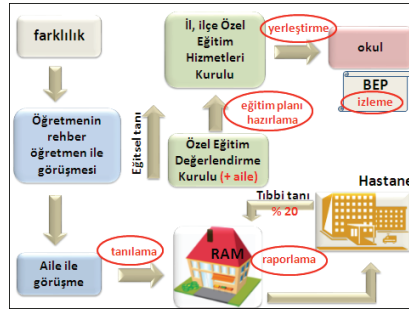 farklılık
Öğretmenin
rehber
öğretmen ile
görüşmesi
Aile ile
görüşme
tanılama
RAM
raporlama
Hastane
Tıbbi tanı
% 20
Eğitsel tanı
Özel Eğitim
Değerlendirme
Kurulu (+ aile)
eğitim planı
hazırlama
İl, ilçe Özel
Eğitim
Hizmetleri
Kurulu
yerleştirme
okul
BEP
izleme